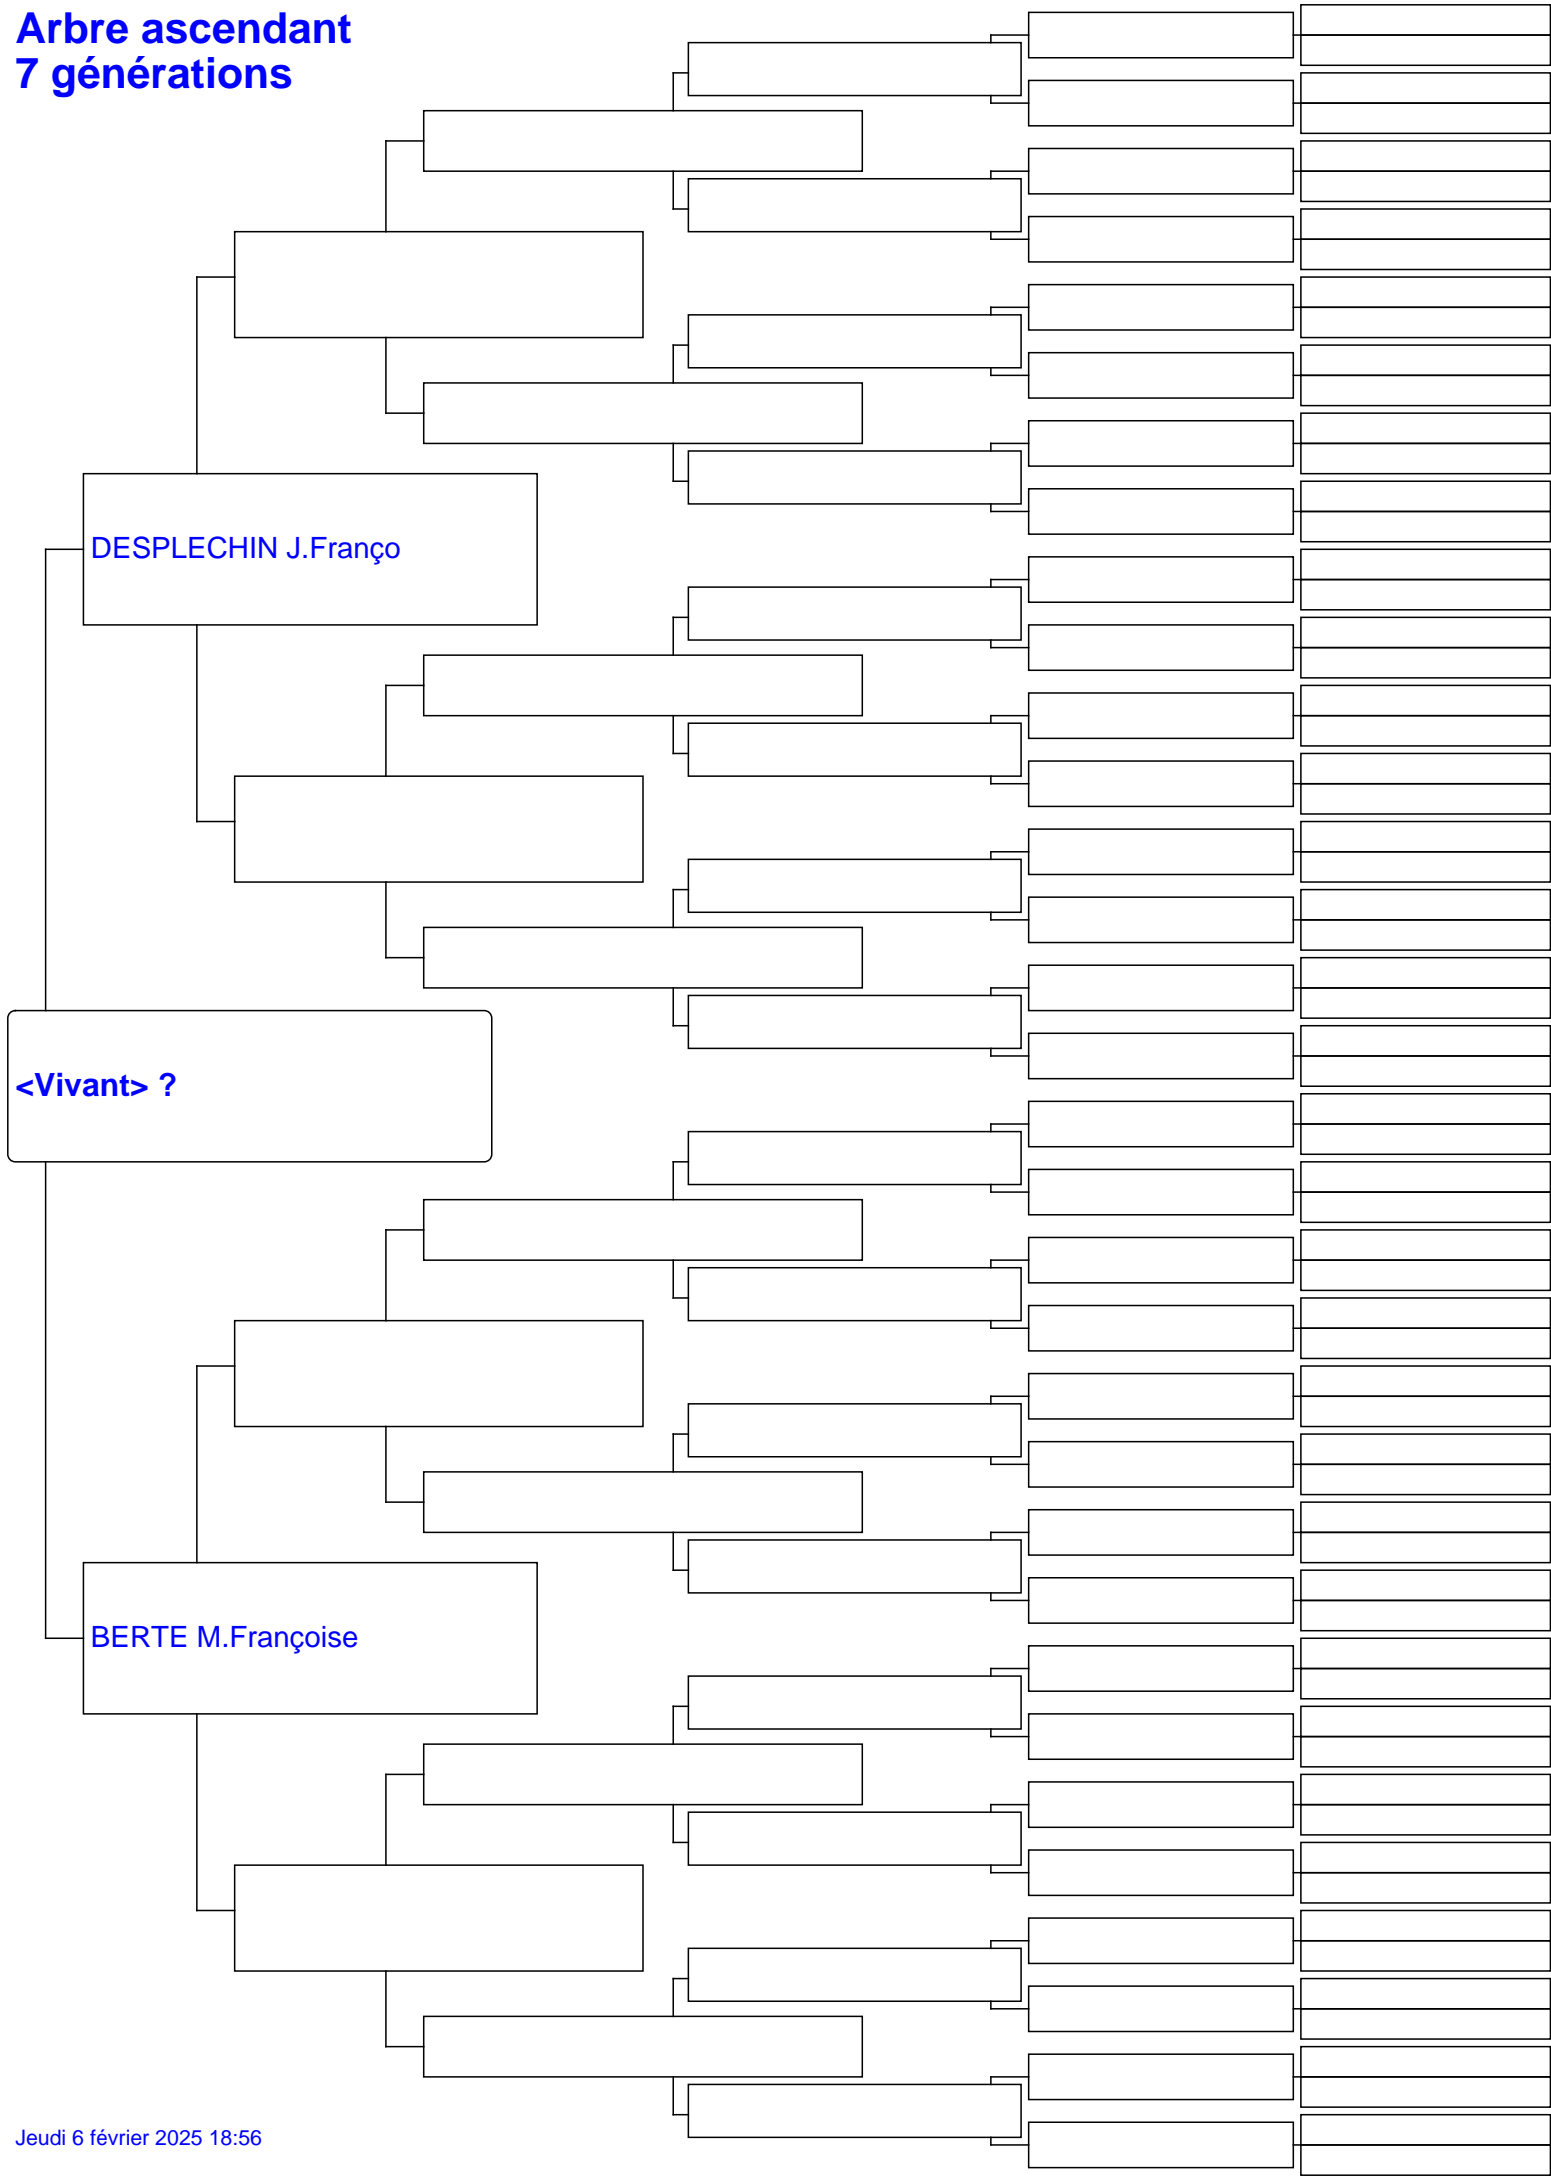 Arbre ascendant
7 générations
DESPLECHIN J.Franço
<Vivant> ?
BERTE M.Françoise
Jeudi 6 février 2025 18:56